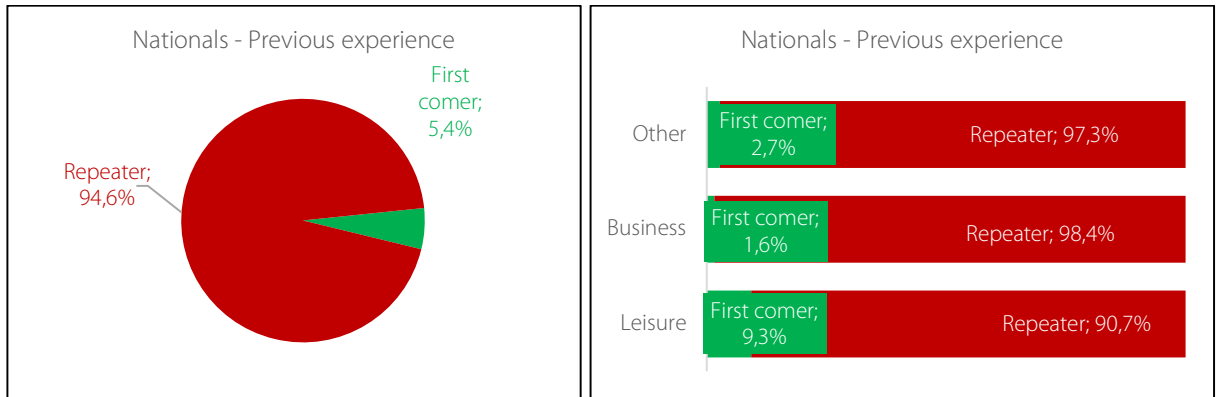 Nationals - Previous experience
First
comer;
5,4%
Repeater;
94,6%
Nationals - Previous experience
Other
First comer;
2,7%
Repeater; 97,3%
Business
First comer;
1,6%
Repeater; 98,4%
Leisure
First comer;
9,3%
Repeater; 90,7%